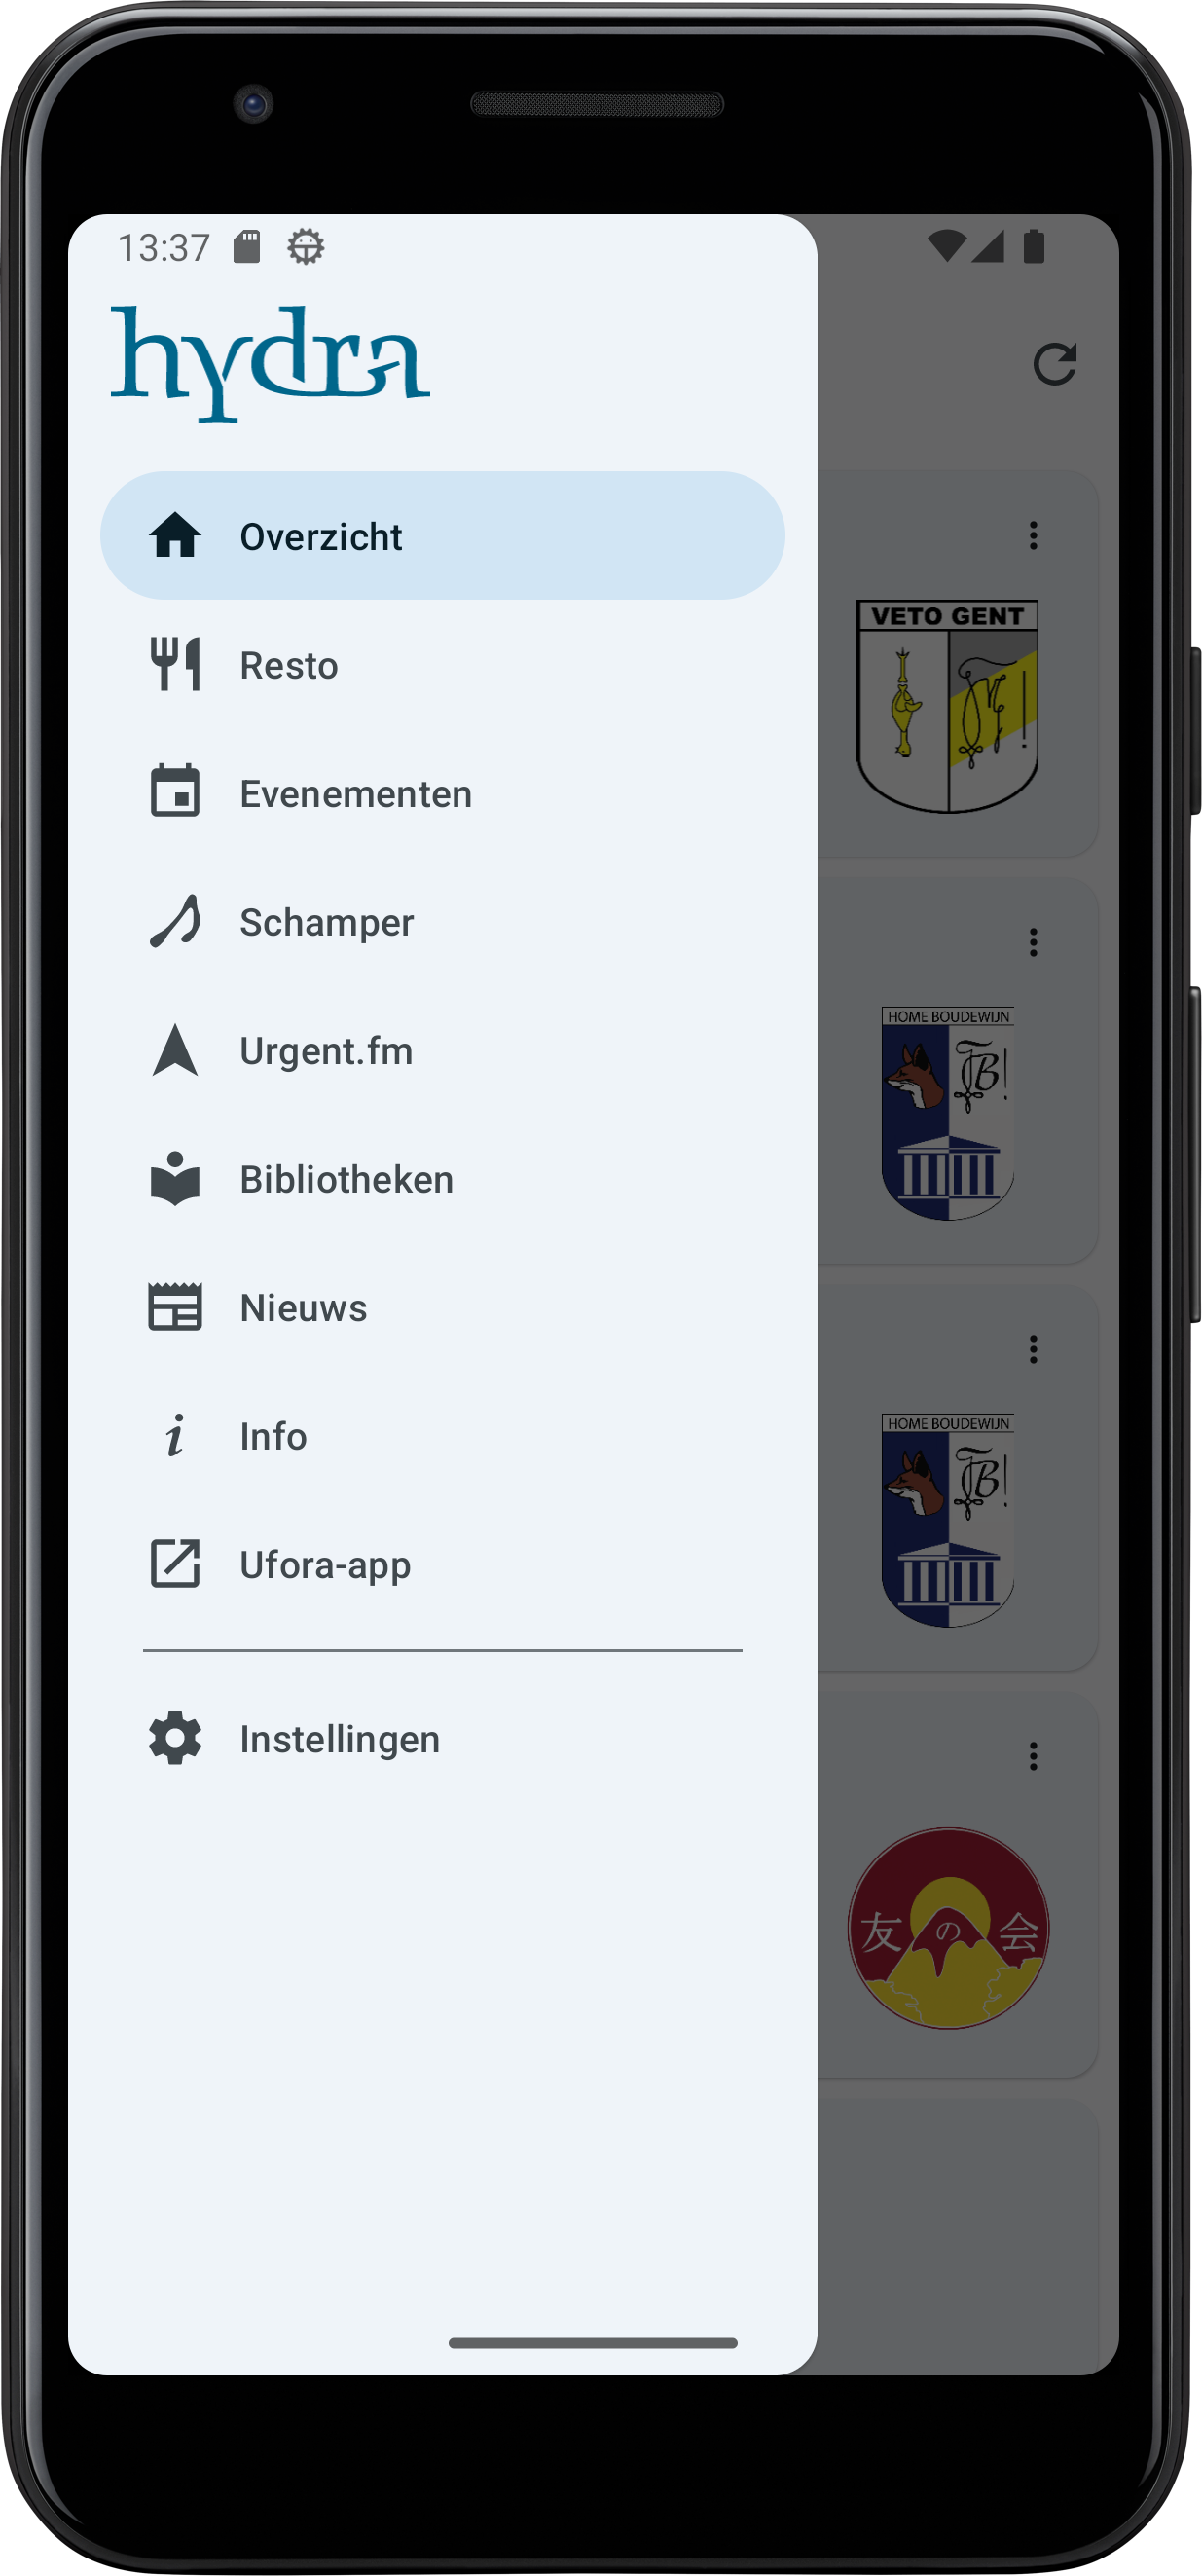 13:37
hydra
Overzicht
Resto
Evenementen
Schamper
Urgent.fm
Bibliotheken
Nieuws
Info
Ufora-app
Instellingen
VETO GENT
HOME BOUDEWIJN
B!
HOME BOUDEWIJN
B!
友の会